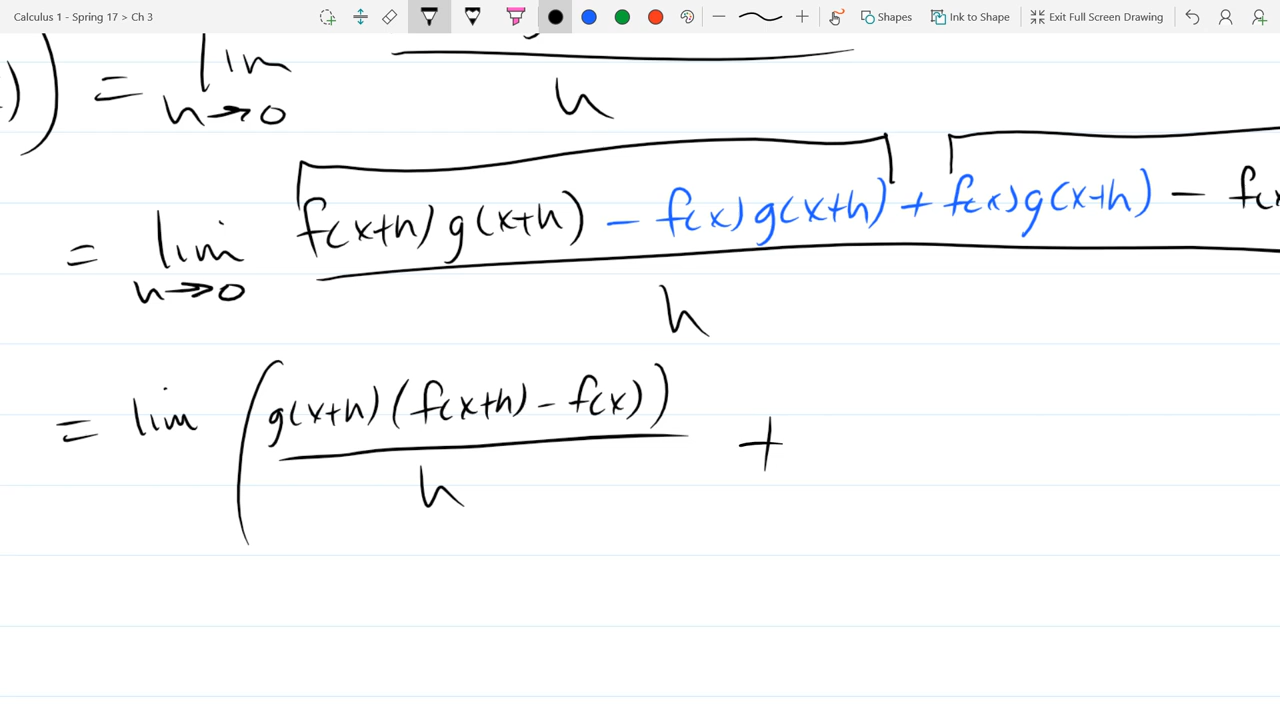 Calculus 1 - Spring 17 > Ch 3
Shapes
Ink to Shape
Exit Full Screen Drawing
) ) = lim
h→0
h
= lim f(x+h) g(x+h) - f(x) g(x+h) + f(x) g(x+h) - f(x
h→0
h
= lim ( g(x+h) (f(x+h) - f(x)) +
h